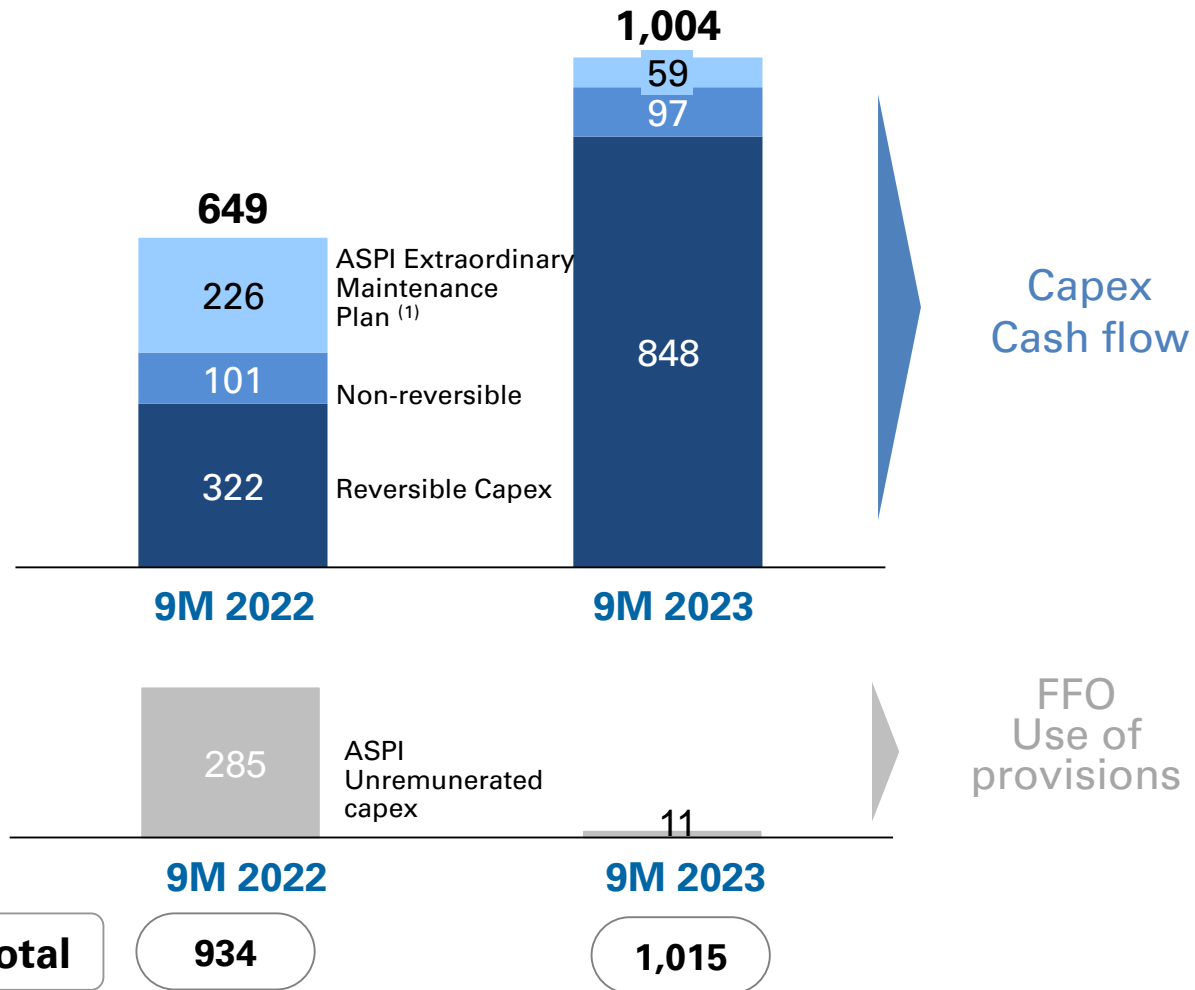 1,004
59
97
848
649
226
101
322
ASPI Extraordinary
Maintenance
Plan (1)
Non-reversible
Reversible Capex
Capex
Cash flow
9M 2022
9M 2023
285
ASPI
Unremunerated
capex
11
FFO
Use of
provisions
9M 2022
9M 2023
otal
934
1,015